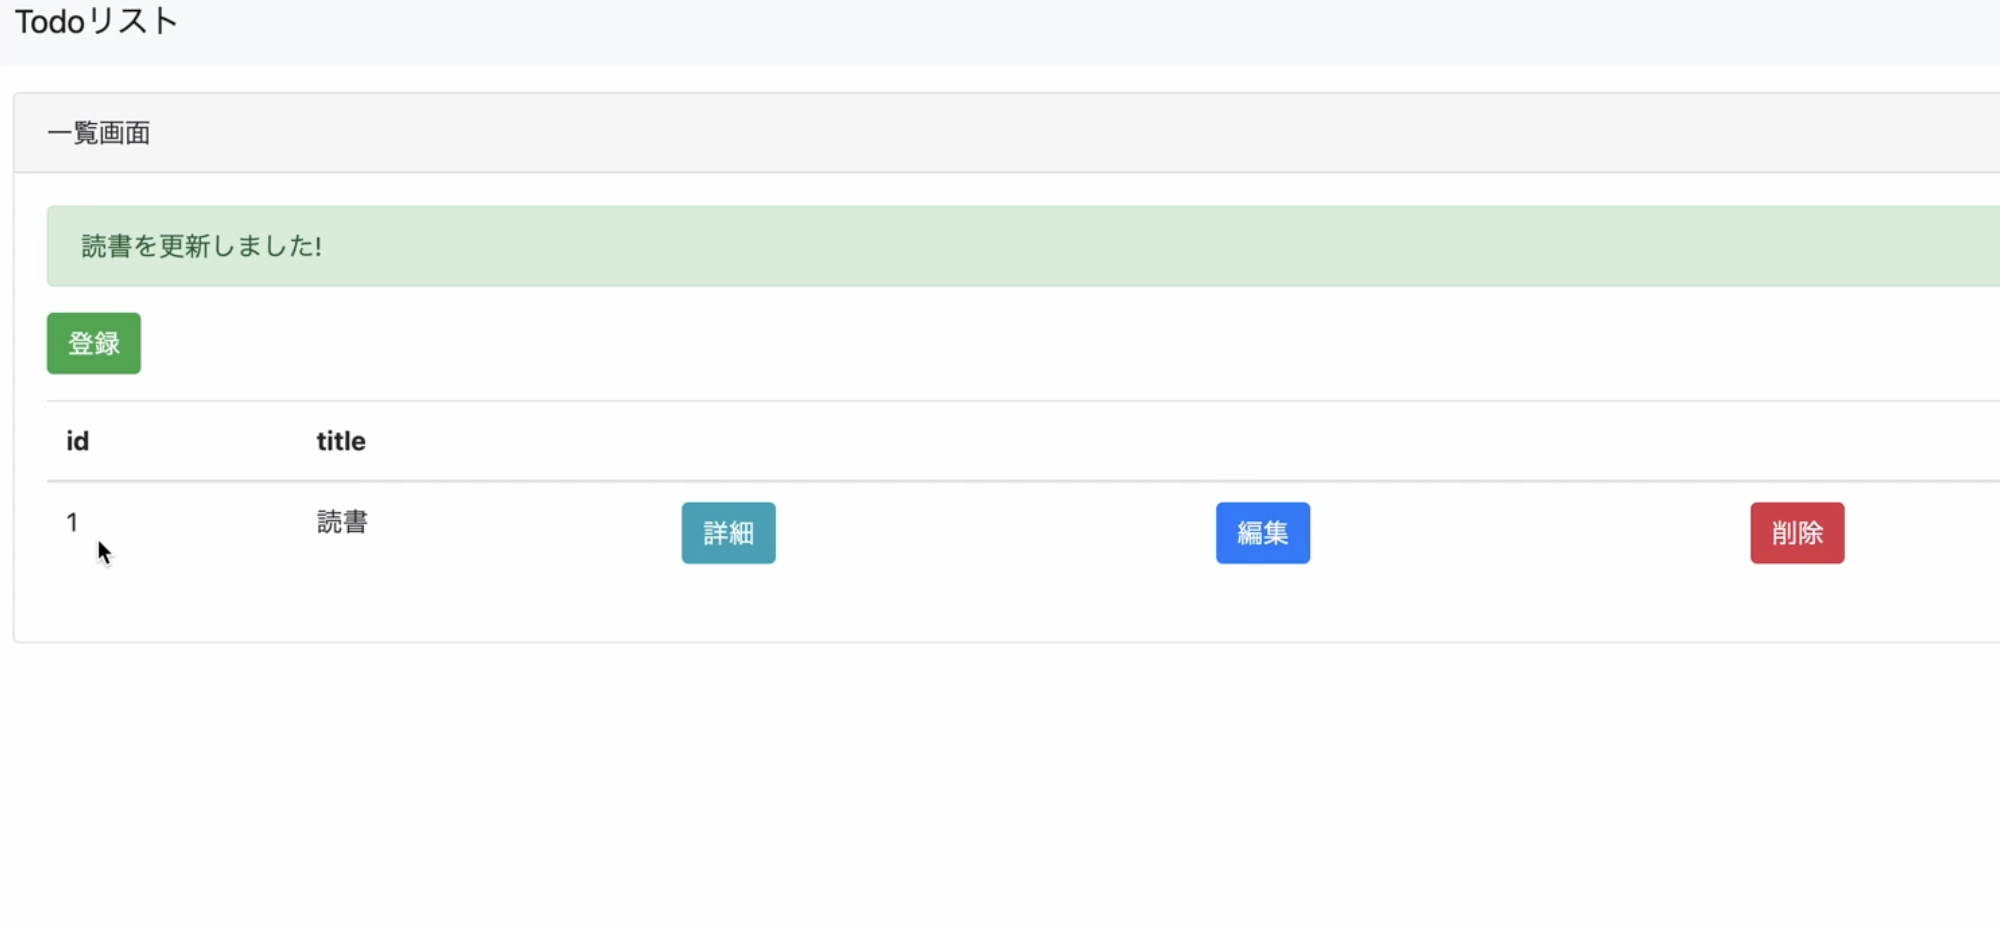 Todoリスト
一覧画面
読書を更新しました!
登録
id title
1 読書 詳細 編集 削除